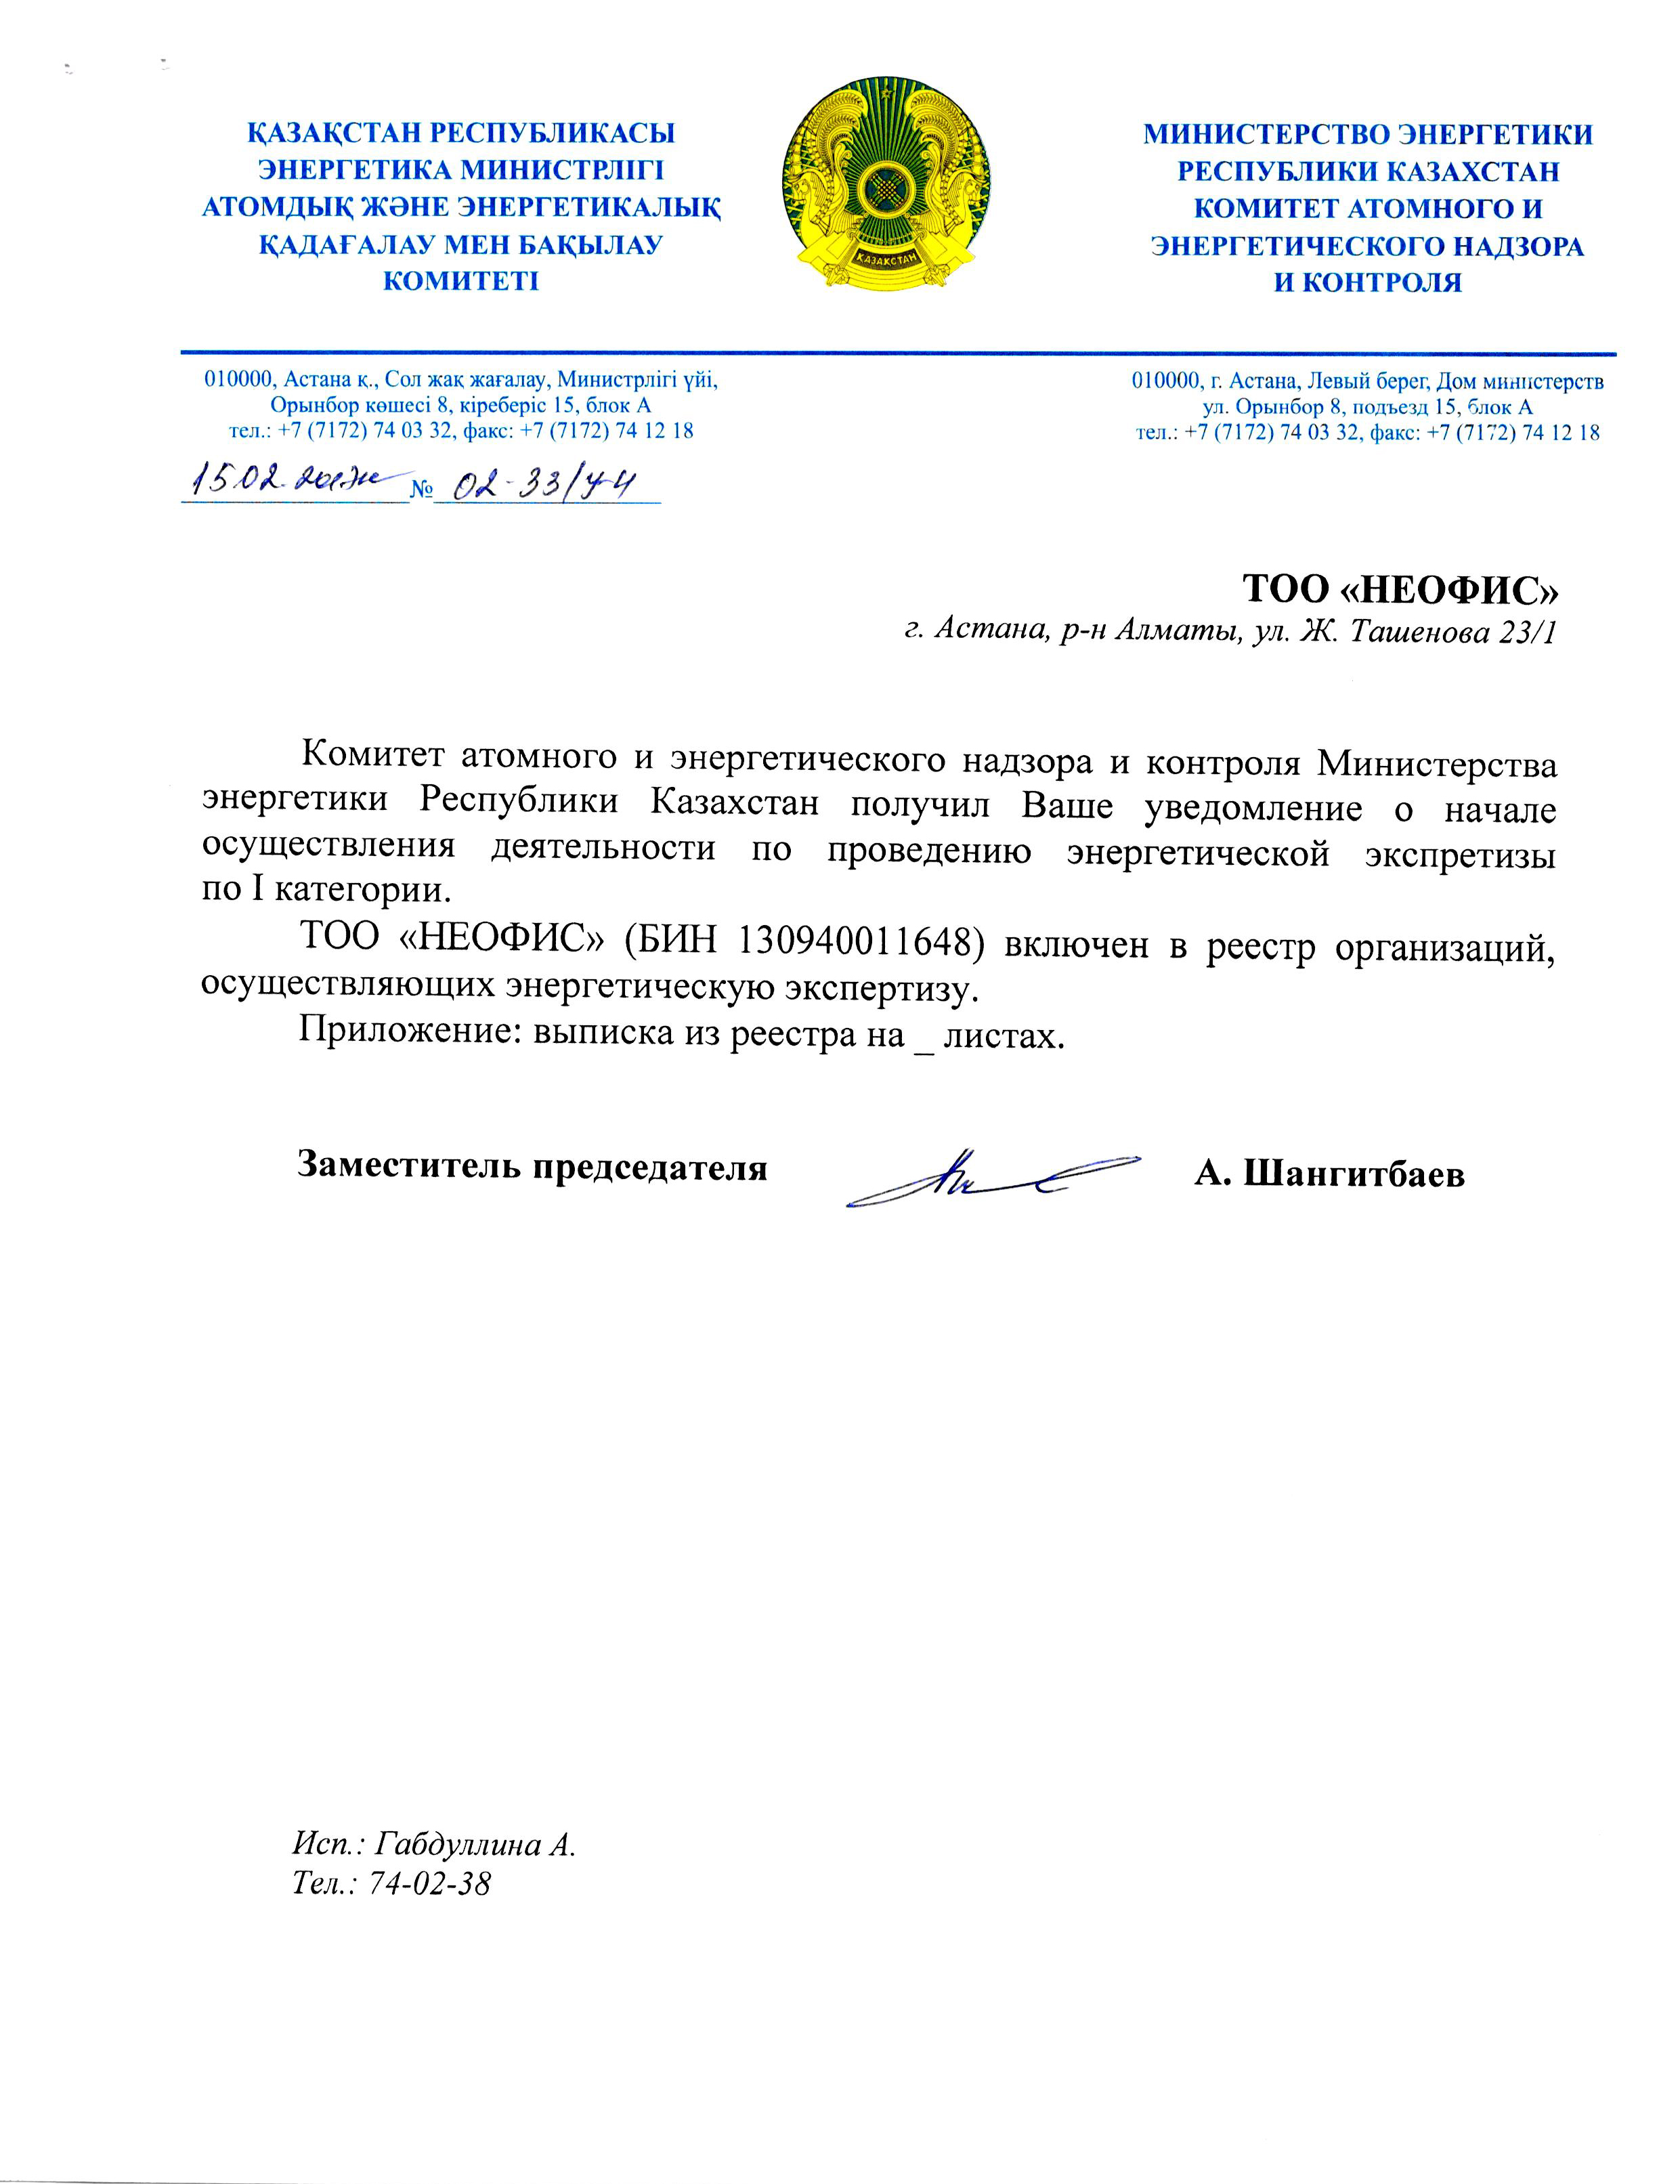 ҚАЗАҚСТАН РЕСПУБЛИКАСЫ
ЭНЕРГЕТИКА МИНИСТРЛІГІ
АТОМДЫҚ ЖӘНЕ ЭНЕРГЕТИКАЛЫҚ
ҚАДАҒАЛАУ МЕН БАҚЫЛАУ
КОМИТЕТІ
ҚАЗАҚСТАН
МИНИСТЕРСТВО ЭНЕРГЕТИКИ
РЕСПУБЛИКИ КАЗАХСТАН
КОМИТЕТ АТОМНОГО И
ЭНЕРГЕТИЧЕСКОГО НАДЗОРА
И КОНТРОЛЯ
010000, Астана қ., Сол жақ жағалау, Министрлігі үйі,
Орынбор көшесі 8, кіреберіс 15, блок А
тел.: +7 (7172) 74 03 32, факс: +7 (7172) 74 12 18
010000, г. Астана, Левый берег, Дом министерств
ул. Орынбор 8, подъезд 15, блок А
тел.: +7 (7172) 74 03 32, факс: +7 (7172) 74 12 18
15.02. № 02-33/
ТОО «НЕОФИС»
г. Астана, р-н Алматы, ул. Ж. Ташенова 23/1
Комитет атомного и энергетического надзора и контроля Министерства
энергетики Республики Казахстан получил Ваше уведомление о начале
осуществления деятельности по проведению энергетической экспретизы
по I категории.
ТОО «НЕОФИС» (БИН 130940011648) включен в реестр организаций,
осуществляющих энергетическую экспертизу.
Приложение: выписка из реестра на _ листах.
Заместитель председателя А. Шангитбаев
Исп.: Габдуллина А.
Тел.: 74-02-38